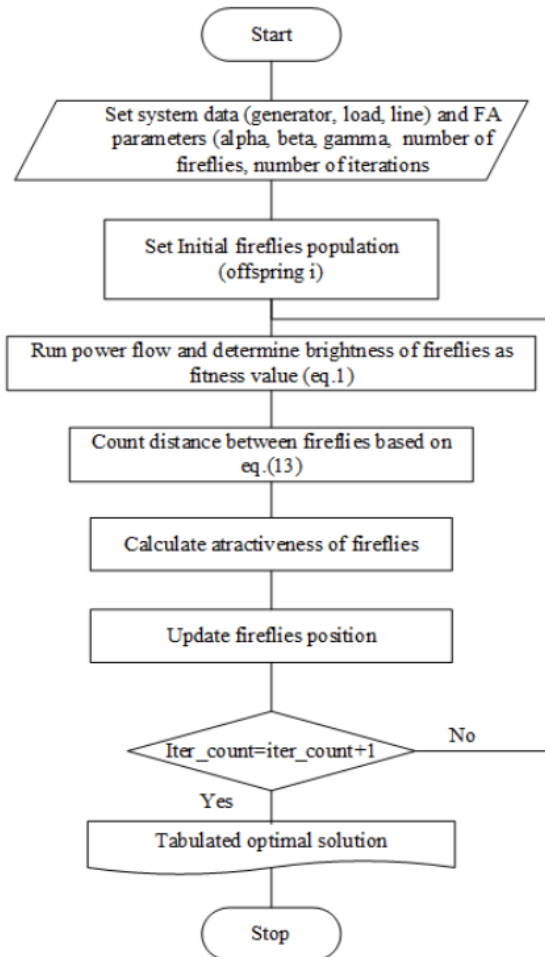 Start
Set system data (generator, load, line) and FA
parameters (alpha, beta, gamma, number of
fireflies, number of iterations
Set Initial fireflies population
(offspring i)
Run power flow and determine brightness of fireflies as
fitness value (eq.1)
Count distance between fireflies based on
eq.(13)
Calculate atractiveness of fireflies
Update fireflies position
Iter_count=iter_count+1
No
Yes
Tabulated optimal solution
Stop